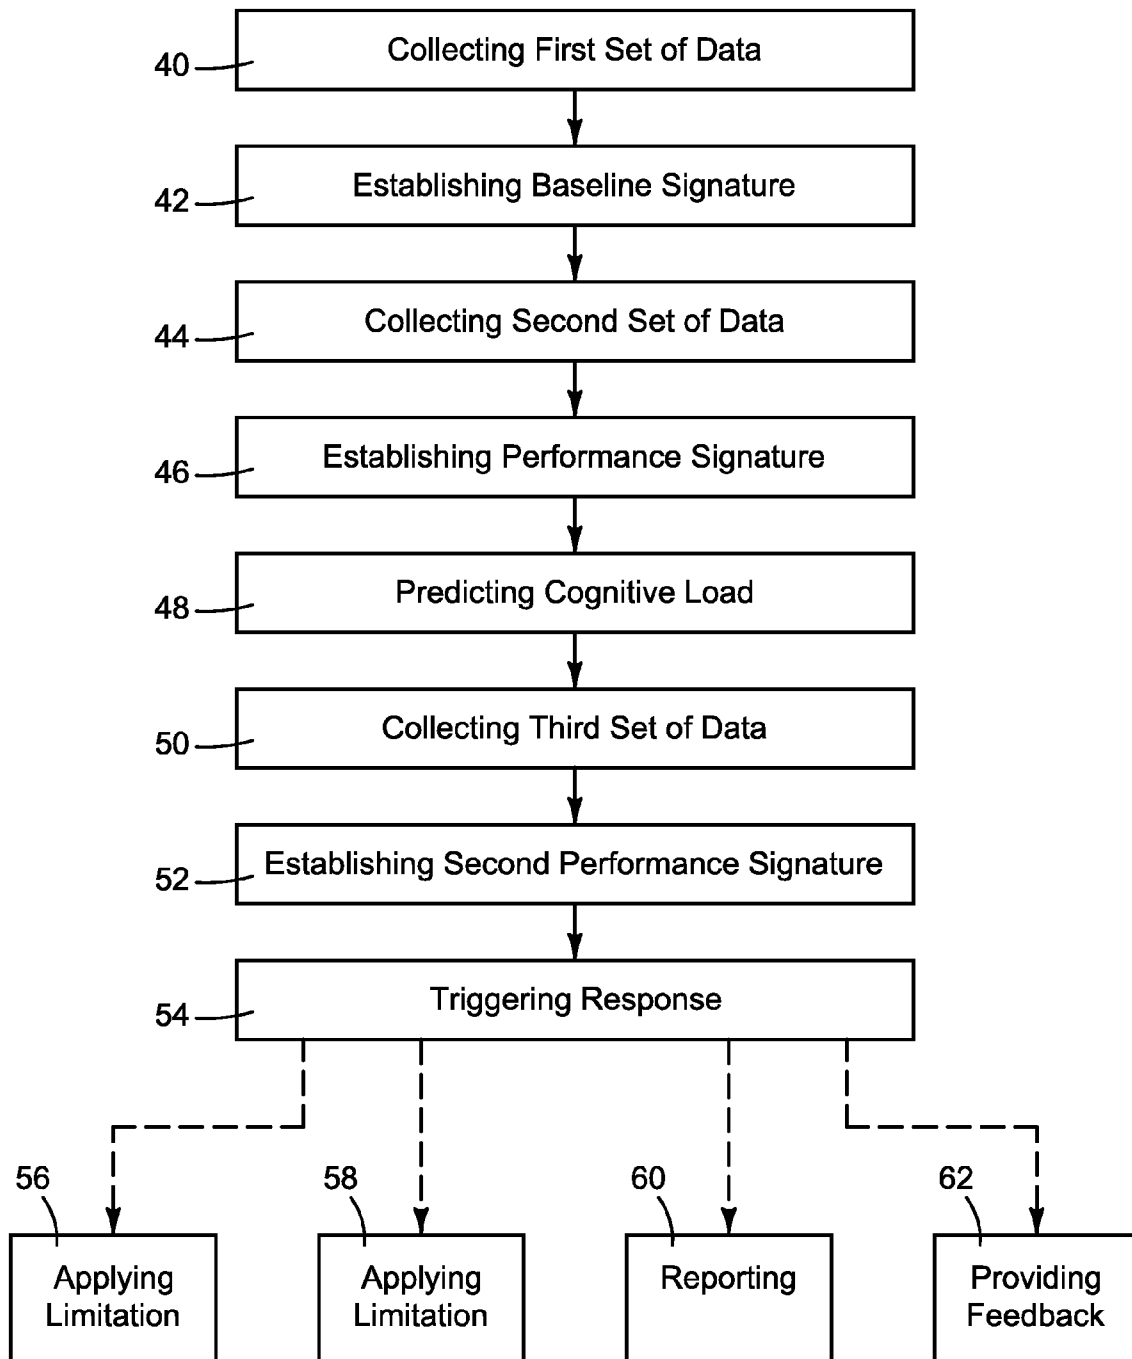 Collecting First Set of Data
40
Establishing Baseline Signature
42
Collecting Second Set of Data
44
Establishing Performance Signature
46
Predicting Cognitive Load
48
Collecting Third Set of Data
50
Establishing Second Performance Signature
52
Triggering Response
54
56
58
60
62
Applying
Limitation
Applying
Limitation
Reporting
Providing
Feedback